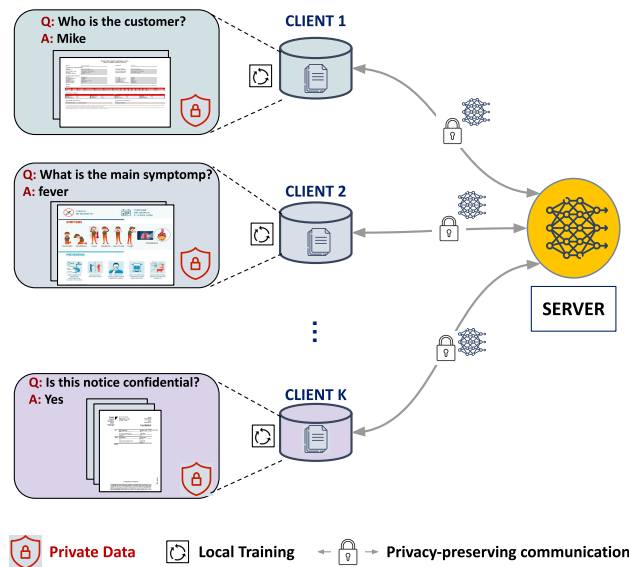 Q: Who is the customer?
A: Mike
CLIENT 1
Q: What is the main symptomp?
A: fever
CLIENT 2
SYMPTOMS
SERVER
Q: Is this notice confidential?
A: Yes
CLIENT K
Private Data
Local Training
Privacy-preserving communication